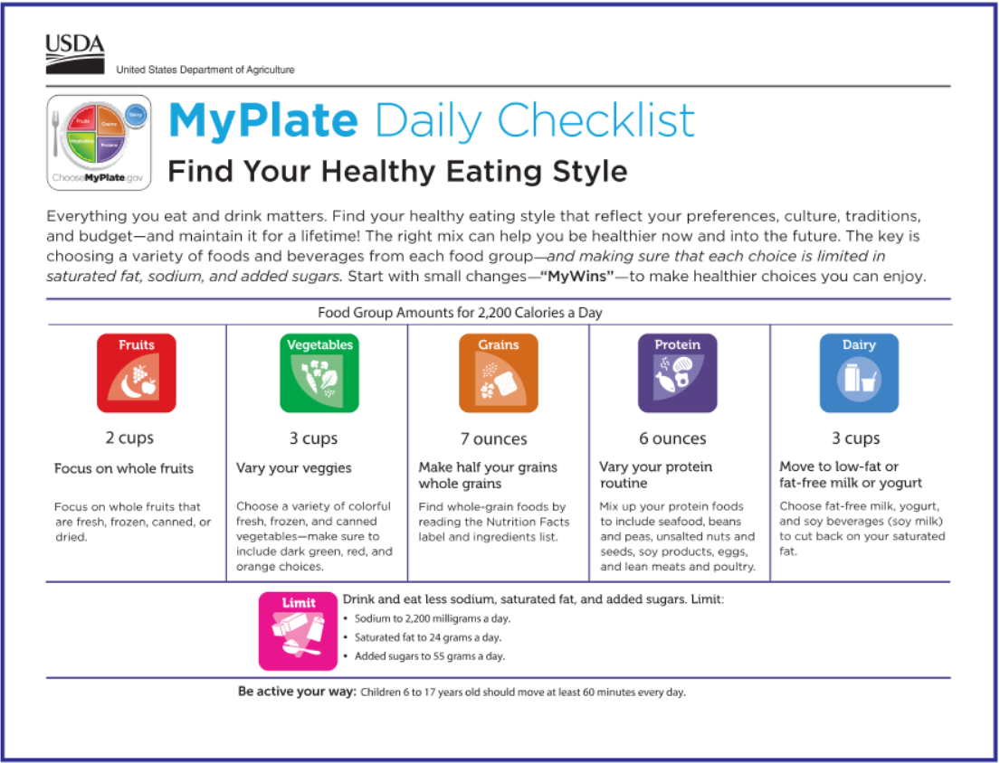 USDA
United States Department of Agriculture
Fruits
Grains
Dairy
Vegetables
Protein
ChooseMyPlate.gov
MyPlate Daily Checklist
Find Your Healthy Eating Style
Everything you eat and drink matters. Find your healthy eating style that reflect your preferences, culture, traditions,
and budget—and maintain it for a lifetime! The right mix can help you be healthier now and into the future. The key is
choosing a variety of foods and beverages from each food group—and making sure that each choice is limited in
saturated fat, sodium, and added sugars. Start with small changes—“MyWins”—to make healthier choices you can enjoy.
Food Group Amounts for 2,200 Calories a Day
Fruits
2 cups
Focus on whole fruits
Focus on whole fruits that
are fresh, frozen, canned, or
dried.
Vegetables
3 cups
Vary your veggies
Choose a variety of colorful
fresh, frozen, and canned
vegetables—make sure to
include dark green, red, and
orange choices.
Grains
7 ounces
Make half your grains
whole grains
Find whole-grain foods by
reading the Nutrition Facts
label and ingredients list.
Protein
6 ounces
Vary your protein
routine
Mix up your protein foods
to include seafood, beans
and peas, unsalted nuts and
seeds, soy products, eggs,
and lean meats and poultry.
Dairy
3 cups
Move to low-fat or
fat-free milk or yogurt
Choose fat-free milk, yogurt,
and soy beverages (soy milk)
to cut back on your saturated
fat.
Limit
Drink and eat less sodium, saturated fat, and added sugars. Limit:
• Sodium to 2,200 milligrams a day.
• Saturated fat to 24 grams a day.
• Added sugars to 55 grams a day.
Be active your way: Children 6 to 17 years old should move at least 60 minutes every day.